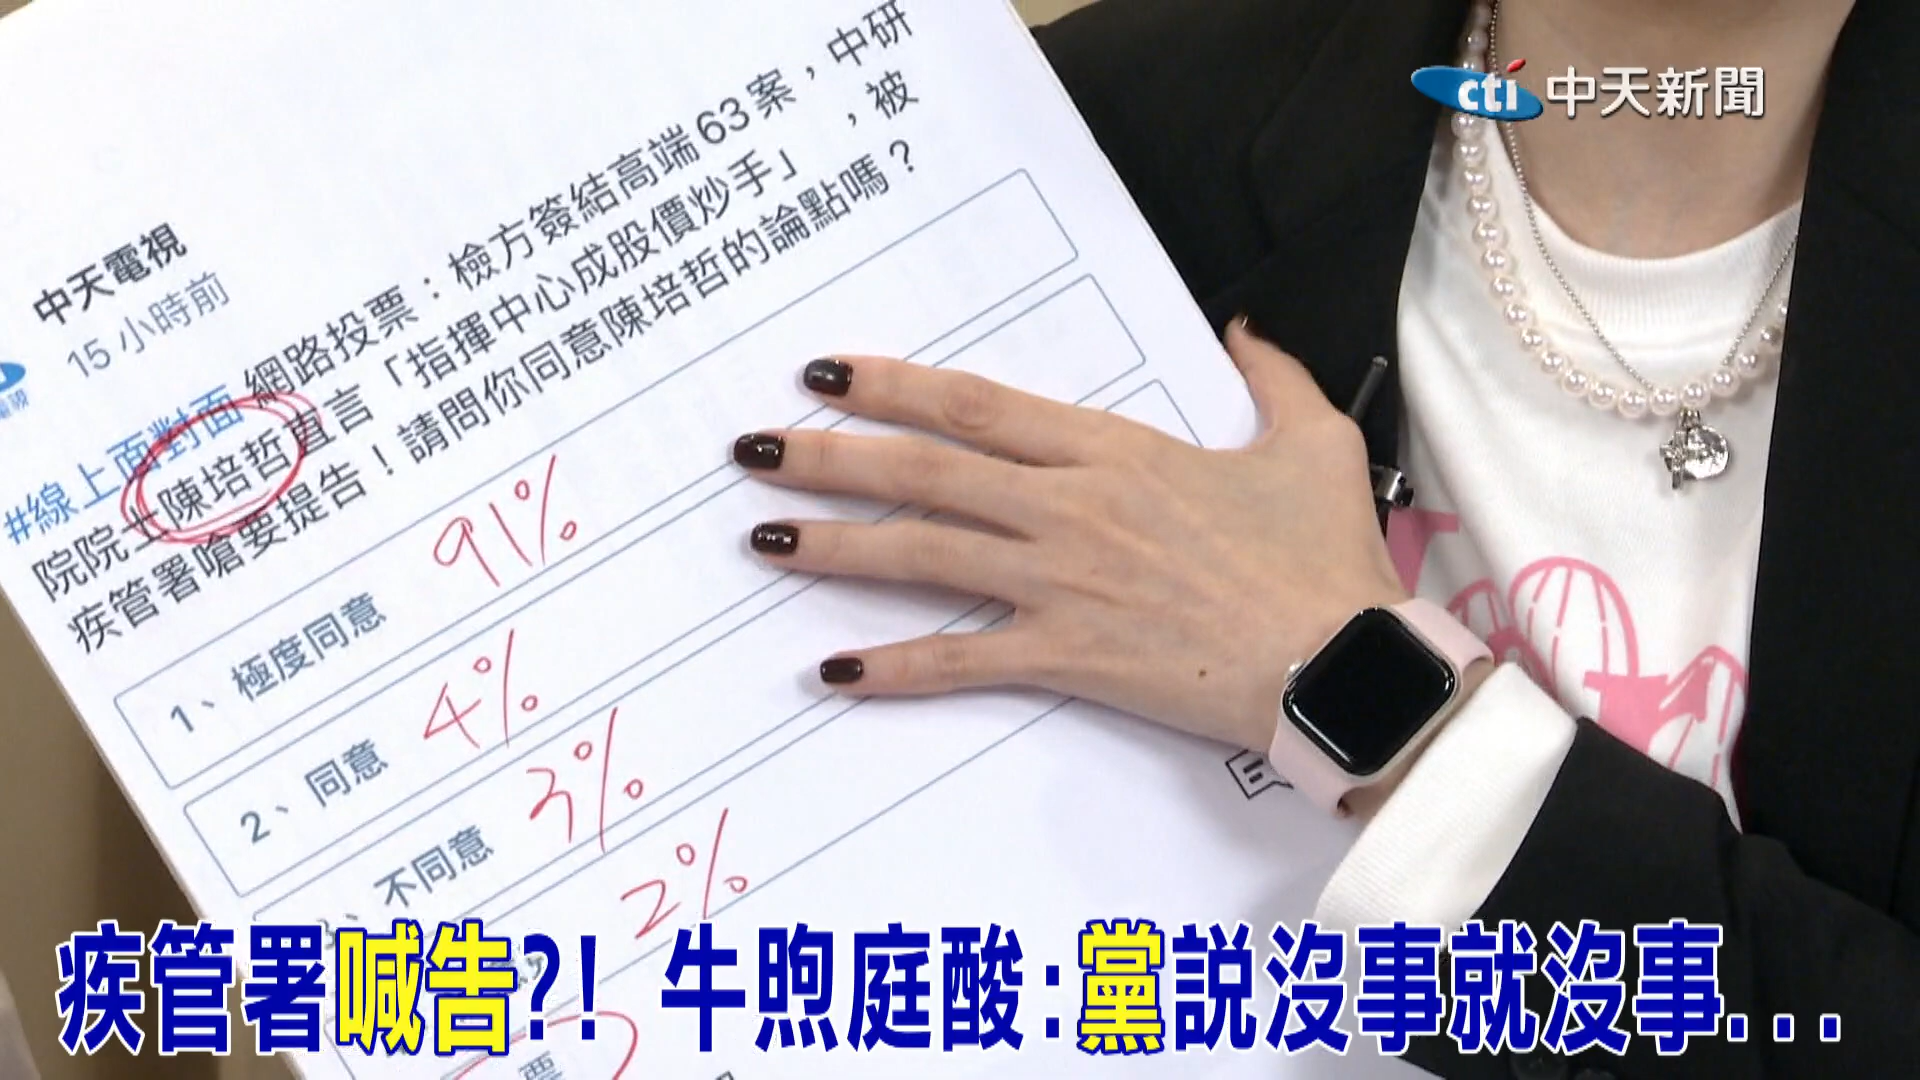 cti 中天新聞
中天電視
15 小時前
#線上面對面 網路投票：檢方簽結高端63案，中研
院院士陳培哲直言「指揮中心成股價炒手」，被
疾管署嗆要提告！請問你同意陳培哲的論點嗎？
1、極度同意 91%
2、同意 4%
3、不同意 3%
2%
票
疾管署喊告?! 牛煦庭酸:黨説沒事就沒事...